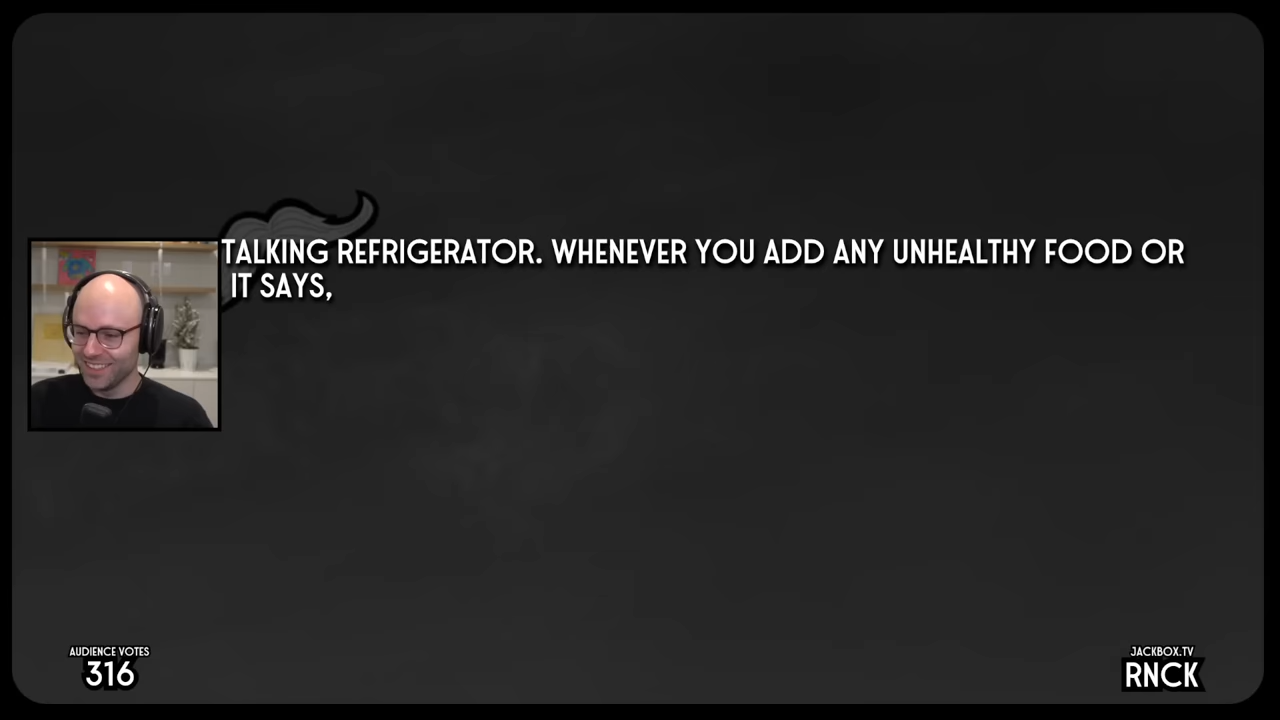 TALKING REFRIGERATOR. WHENEVER YOU ADD ANY UNHEALTHY FOOD OR
IT SAYS,
AUDIENCE VOTES
316
JACKBOX.TV
RNCK